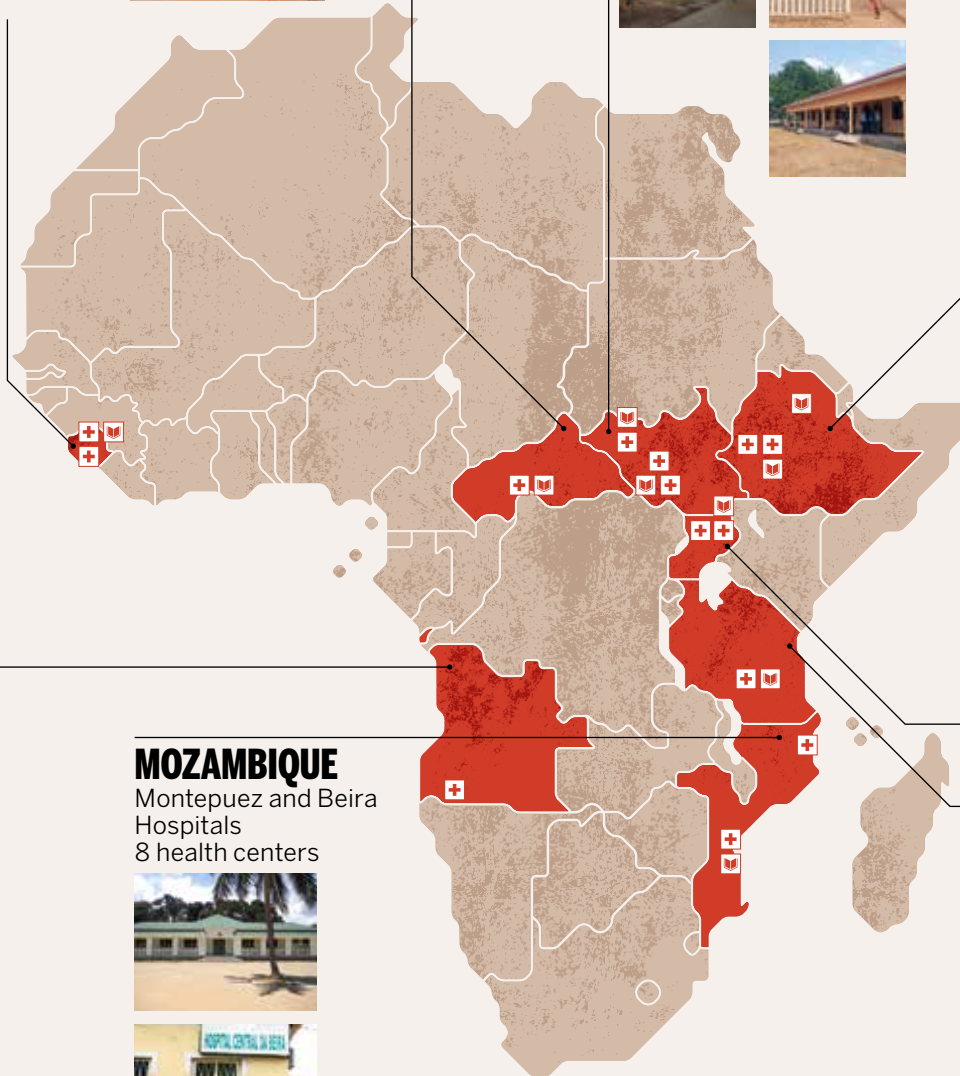 MOZAMBIQUE
Montepuez and Beira
Hospitals
8 health centers
HOSPITAL CENTRAL DA BEIRA